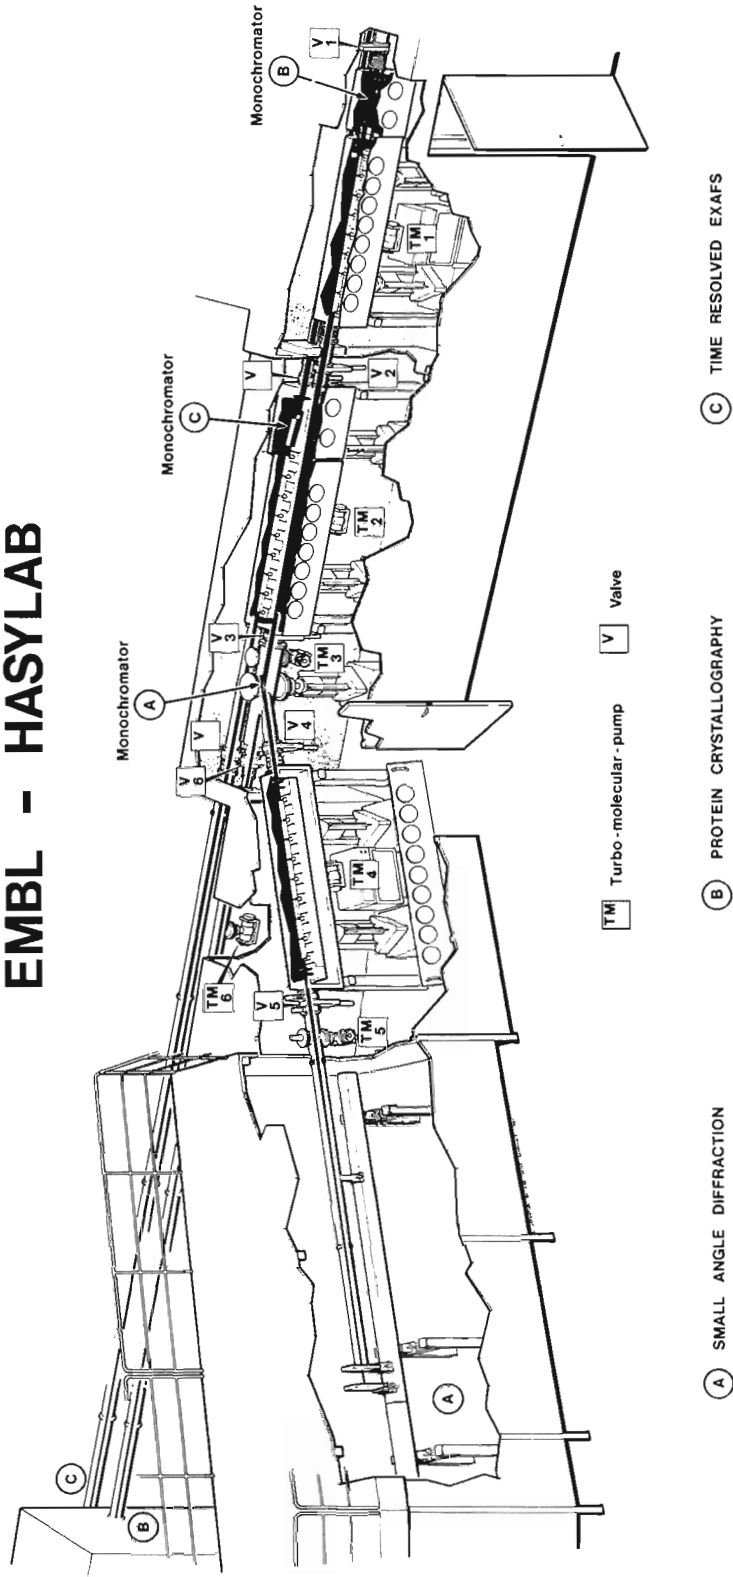 EMBL - HASYLAB
C
B
Monochromator
A
Monochromator
C
Monochromator
B
V
6
V
TM
6
V
3
V
V
1
V
5
V
4
TM
3
TM
5
TM
4
TM
2
V
2
TM
1
A
TM Turbo-molecular-pump
V Valve
A SMALL ANGLE DIFFRACTION
B PROTEIN CRYSTALLOGRAPHY
C TIME RESOLVED EXAFS